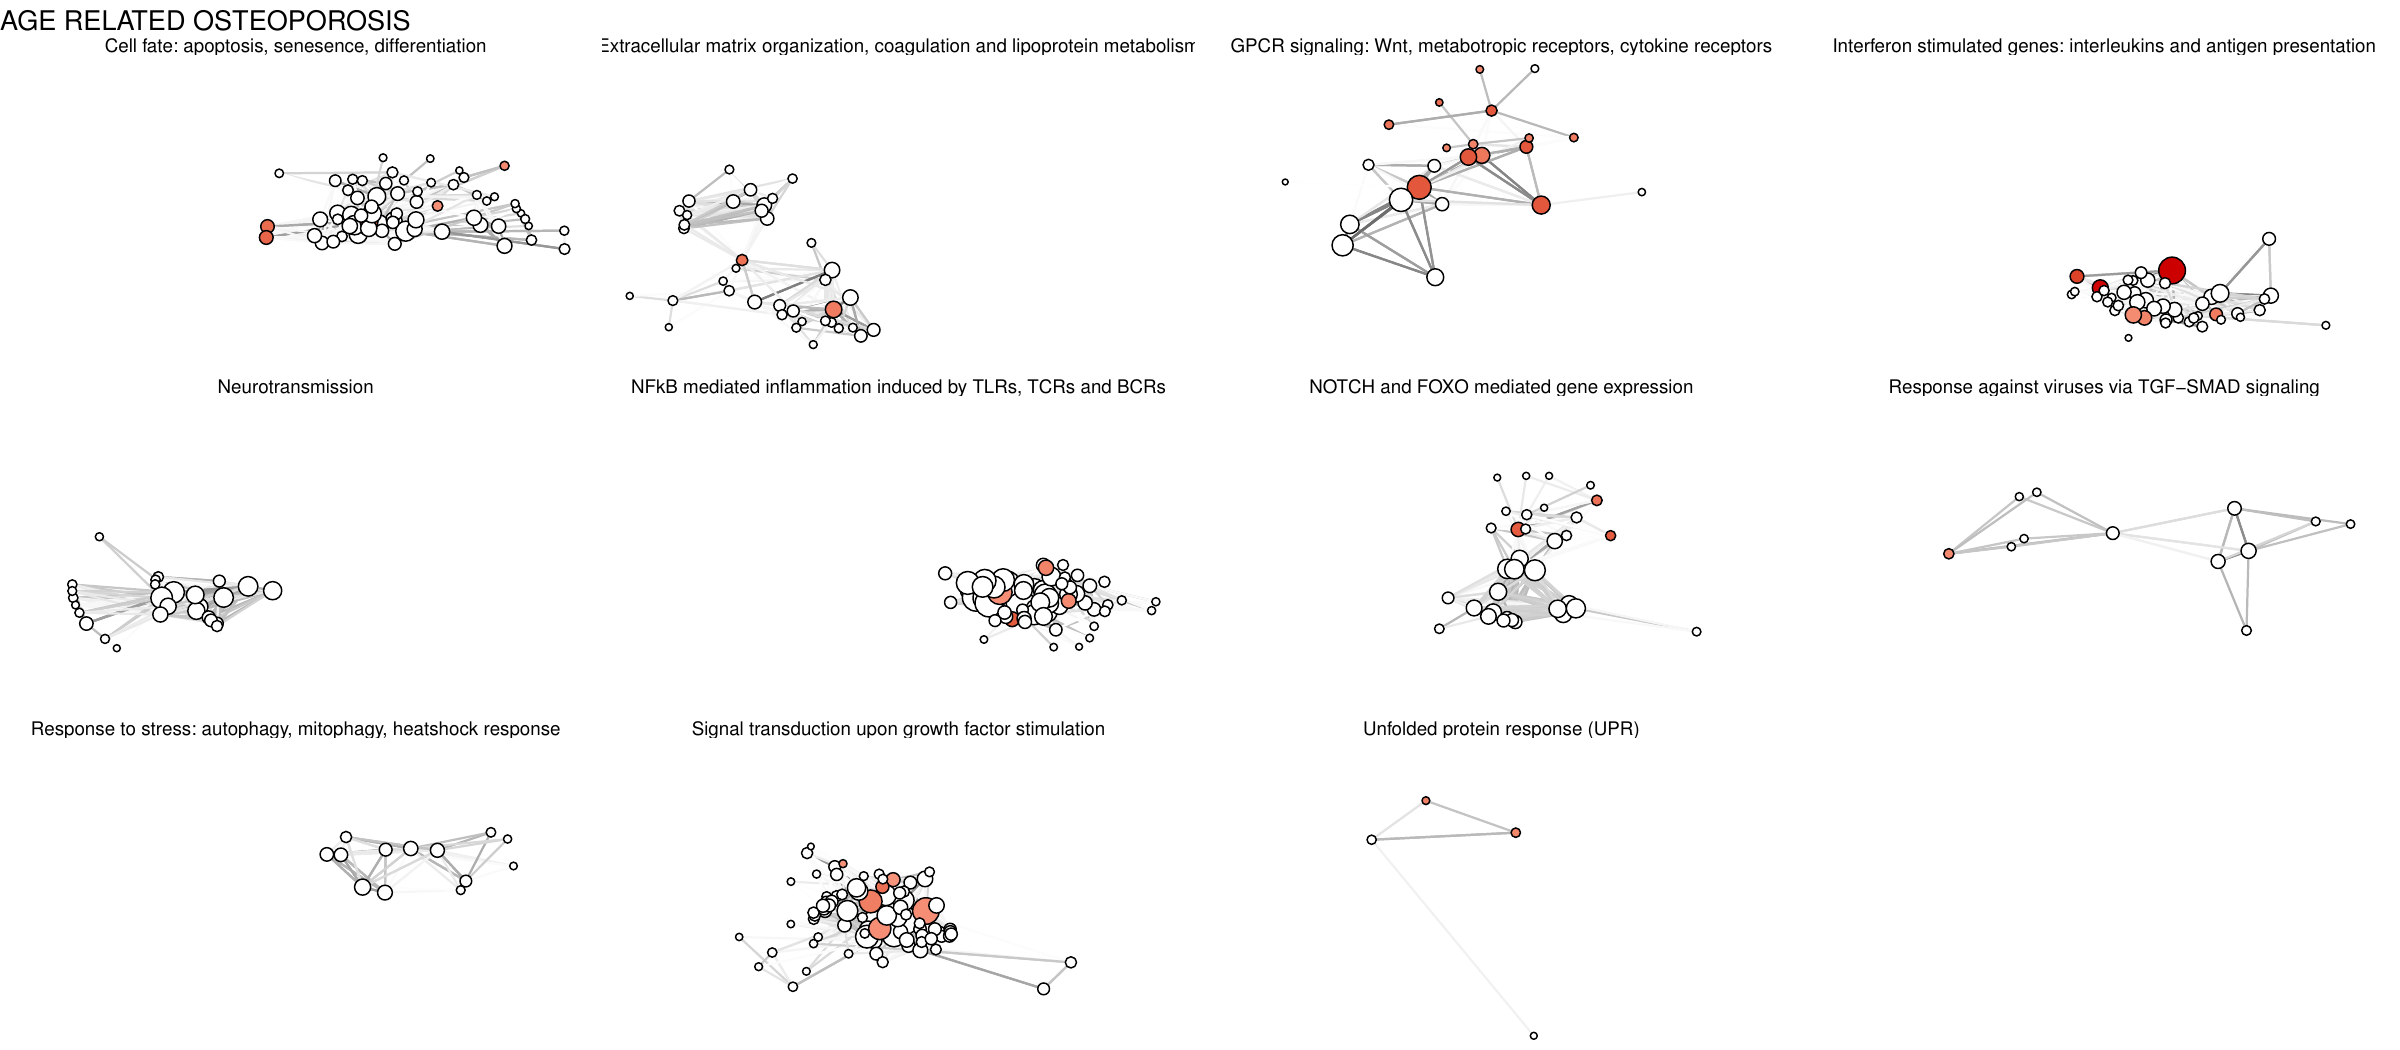 AGE RELATED OSTEOPOROSIS
Cell fate: apoptosis, senesence, differentiation
Extracellular matrix organization, coagulation and lipoprotein metabolism
GPCR signaling: Wnt, metabotropic receptors, cytokine receptors
Interferon stimulated genes: interleukins and antigen presentation
Neurotransmission
NFkB mediated inflammation induced by TLRs, TCRs and BCRs
NOTCH and FOXO mediated gene expression
Response against viruses via TGF−SMAD signaling
Response to stress: autophagy, mitophagy, heatshock response
Signal transduction upon growth factor stimulation
Unfolded protein response (UPR)